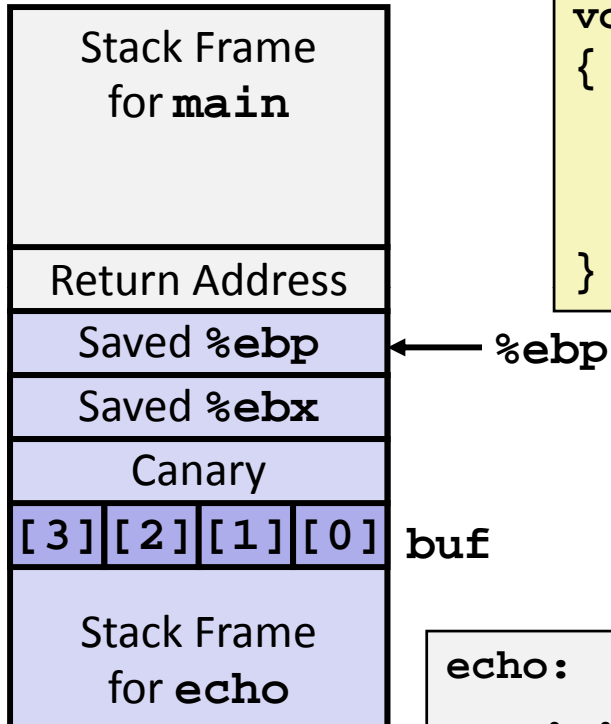 Stack Frame
for main
Return Address
Saved %ebp
%ebp
Saved %ebx
Canary
[3][2][1][0] buf
Stack Frame
for echo
{
}
echo: